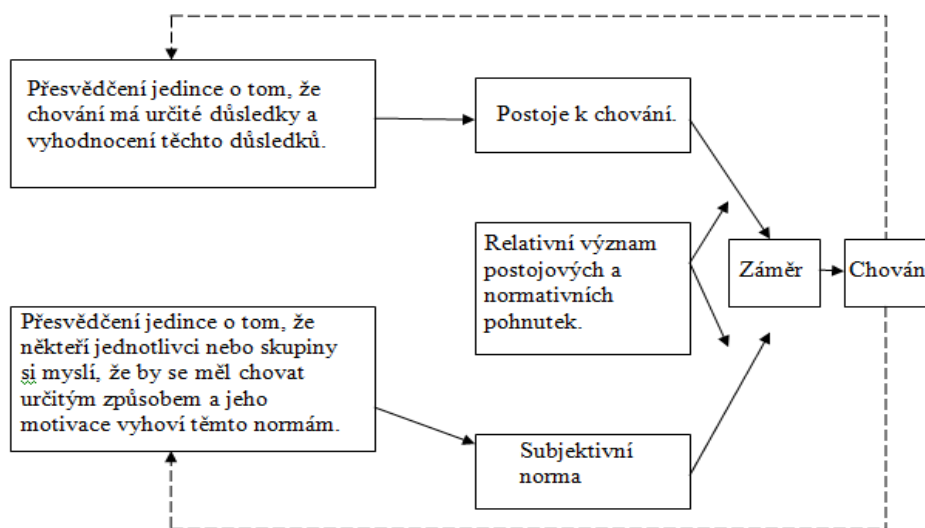 Přesvědčení jedince o tom, že
chování má určité důsledky a
vyhodnocení těchto důsledků.
Postoje k chování.
Relativní význam
postojových a
normativních
pohnutek.
Záměr
Chován
Přesvědčení jedince o tom, že
někteří jednotlivci nebo skupiny
si myslí, že by se měl chovat
určitým způsobem a jeho
motivace vyhoví těmto normám.
Subjektivní
norma